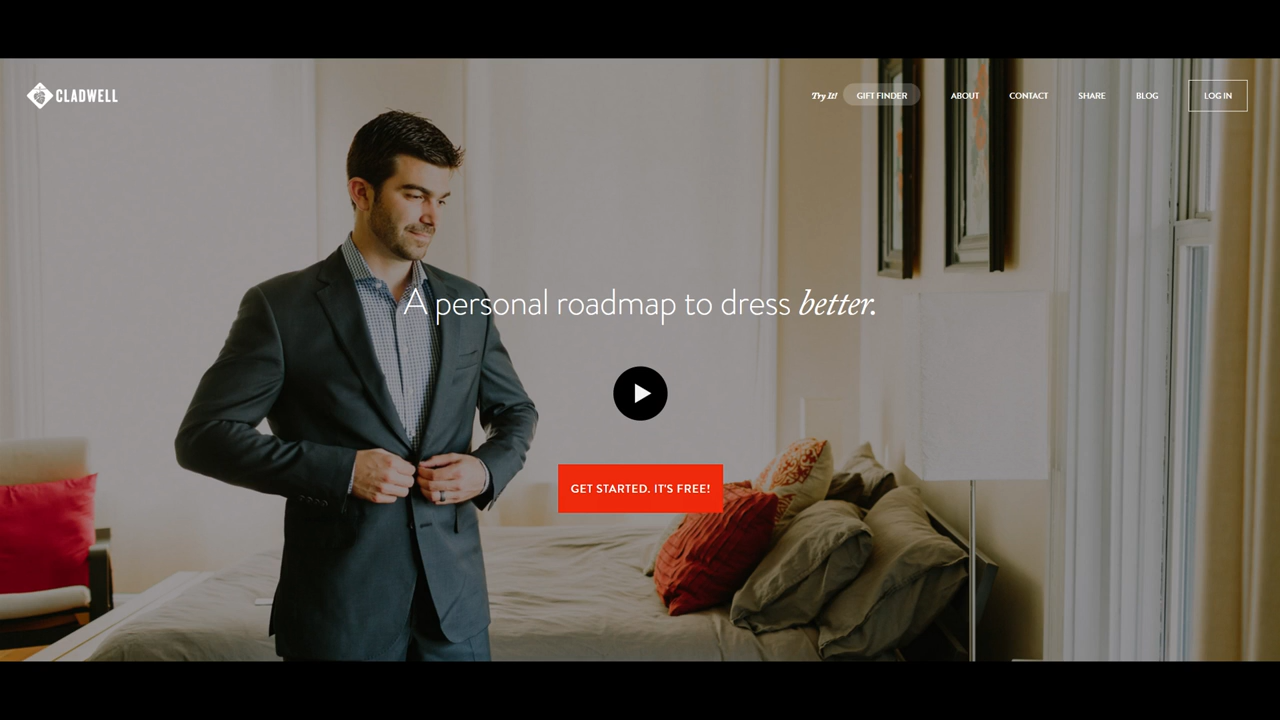 CLADWELL
Try It! GIFT FINDER ABOUT CONTACT SHARE BLOG LOG IN
A personal roadmap to dress better.
GET STARTED. IT'S FREE!